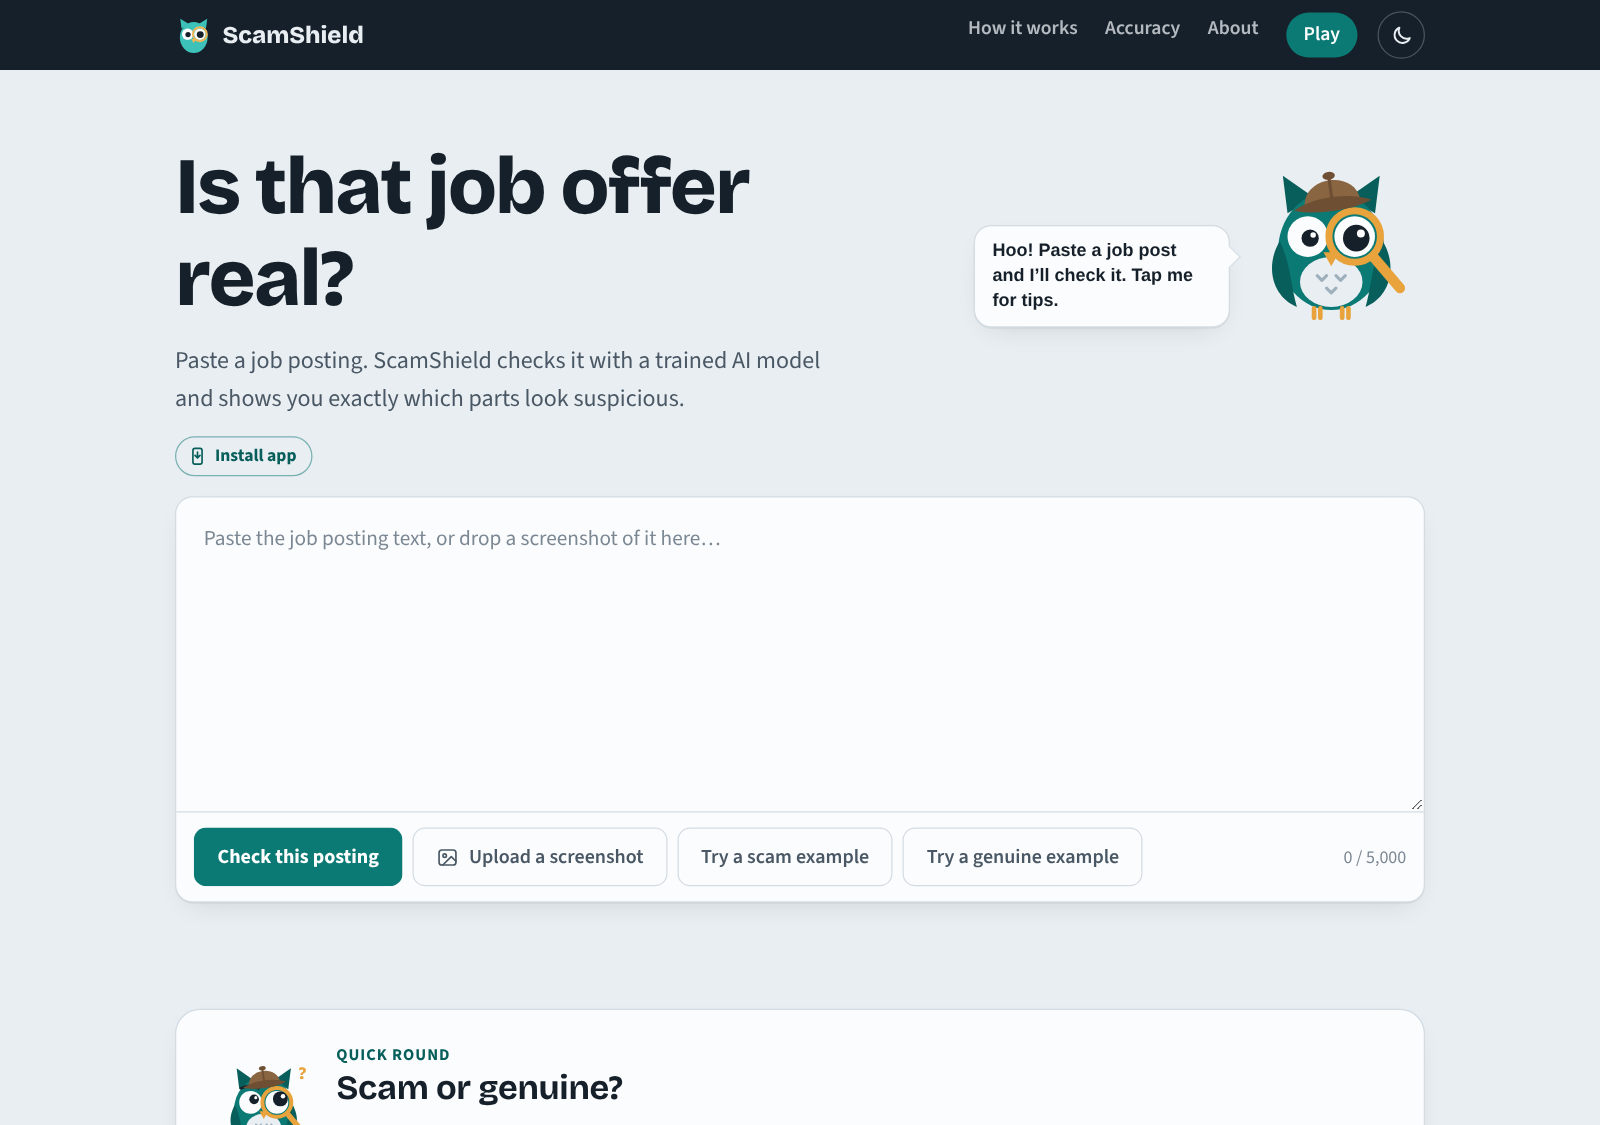 ScamShield
How it works
Accuracy
About
Play
Is that job offer
real?
Hoo! Paste a job post
and I’ll check it. Tap me
for tips.
Paste a job posting. ScamShield checks it with a trained AI model
and shows you exactly which parts look suspicious.
Install app
Paste the job posting text, or drop a screenshot of it here…
Check this posting
Upload a screenshot
Try a scam example
Try a genuine example
0 / 5,000
?
QUICK ROUND
Scam or genuine?